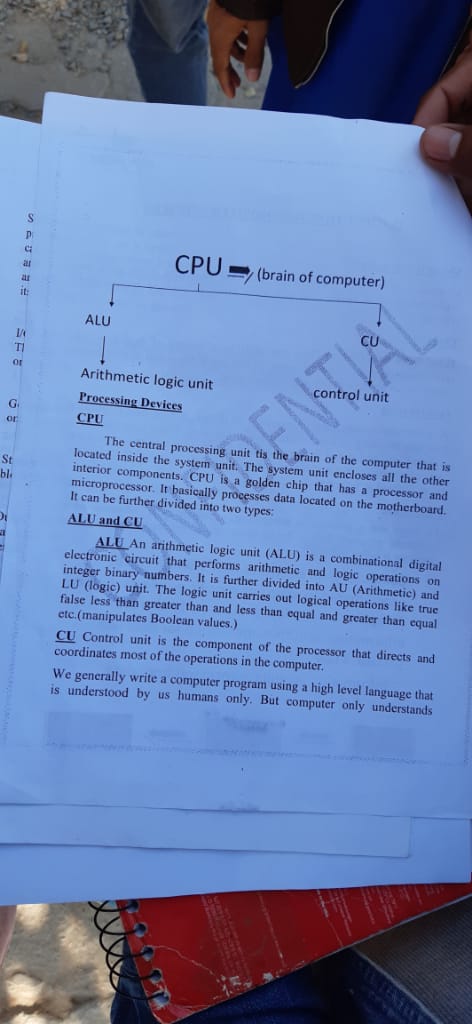 CPU (brain of computer)
ALU
CU
Arithmetic logic unit
control unit
Processing Devices
CPU
The central processing unit tis the brain of the computer that is
located inside the system unit. The system unit encloses all the other
interior components. CPU is a golden chip that has a processor and
microprocessor. It basically processes data located on the motherboard.
It can be further divided into two types:
ALU and CU
ALU An arithmetic logic unit (ALU) is a combinational digital
electronic circuit that performs arithmetic and logic operations on
integer binary numbers. It is further divided into AU (Arithmetic) and
LU (logic) unit. The logic unit carries out logical operations like true
false less than greater than and less than equal and greater than equal
etc.(manipulates Boolean values.)
CU Control unit is the component of the processor that directs and
coordinates most of the operations in the computer.
We generally write a computer program using a high level language that
is understood by us humans only. But computer only understands
CONFIDENTIAL